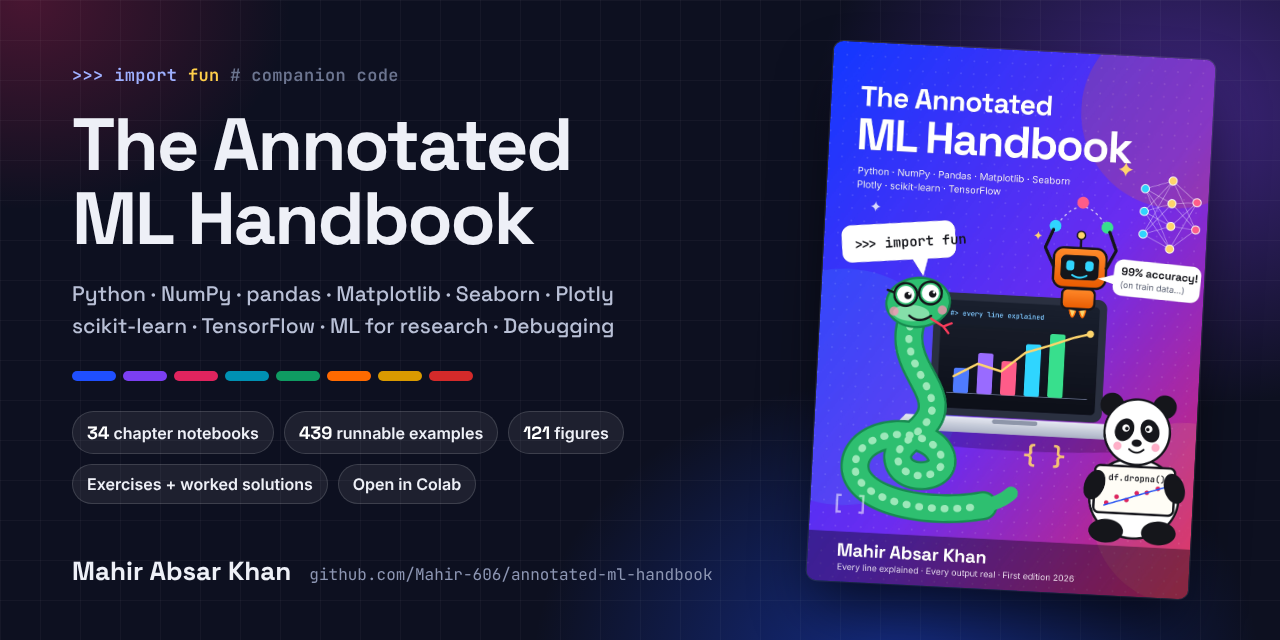 >>> import fun # companion code
The Annotated
ML Handbook
Python · NumPy · pandas · Matplotlib · Seaborn · Plotly
scikit-learn · TensorFlow · ML for research · Debugging
34 chapter notebooks
439 runnable examples
121 figures
Exercises + worked solutions
Open in Colab
Mahir Absar Khan
github.com/Mahir-606/annotated-ml-handbook
The Annotated
ML Handbook
Python · NumPy · Pandas · Matplotlib · Seaborn
Plotly · scikit-learn · TensorFlow
>>> import fun
99% accuracy!
(on train data...)
#> every line explained
{ }
df.dropna()
[ ]
Mahir Absar Khan
Every line explained · Every output real · First edition 2026